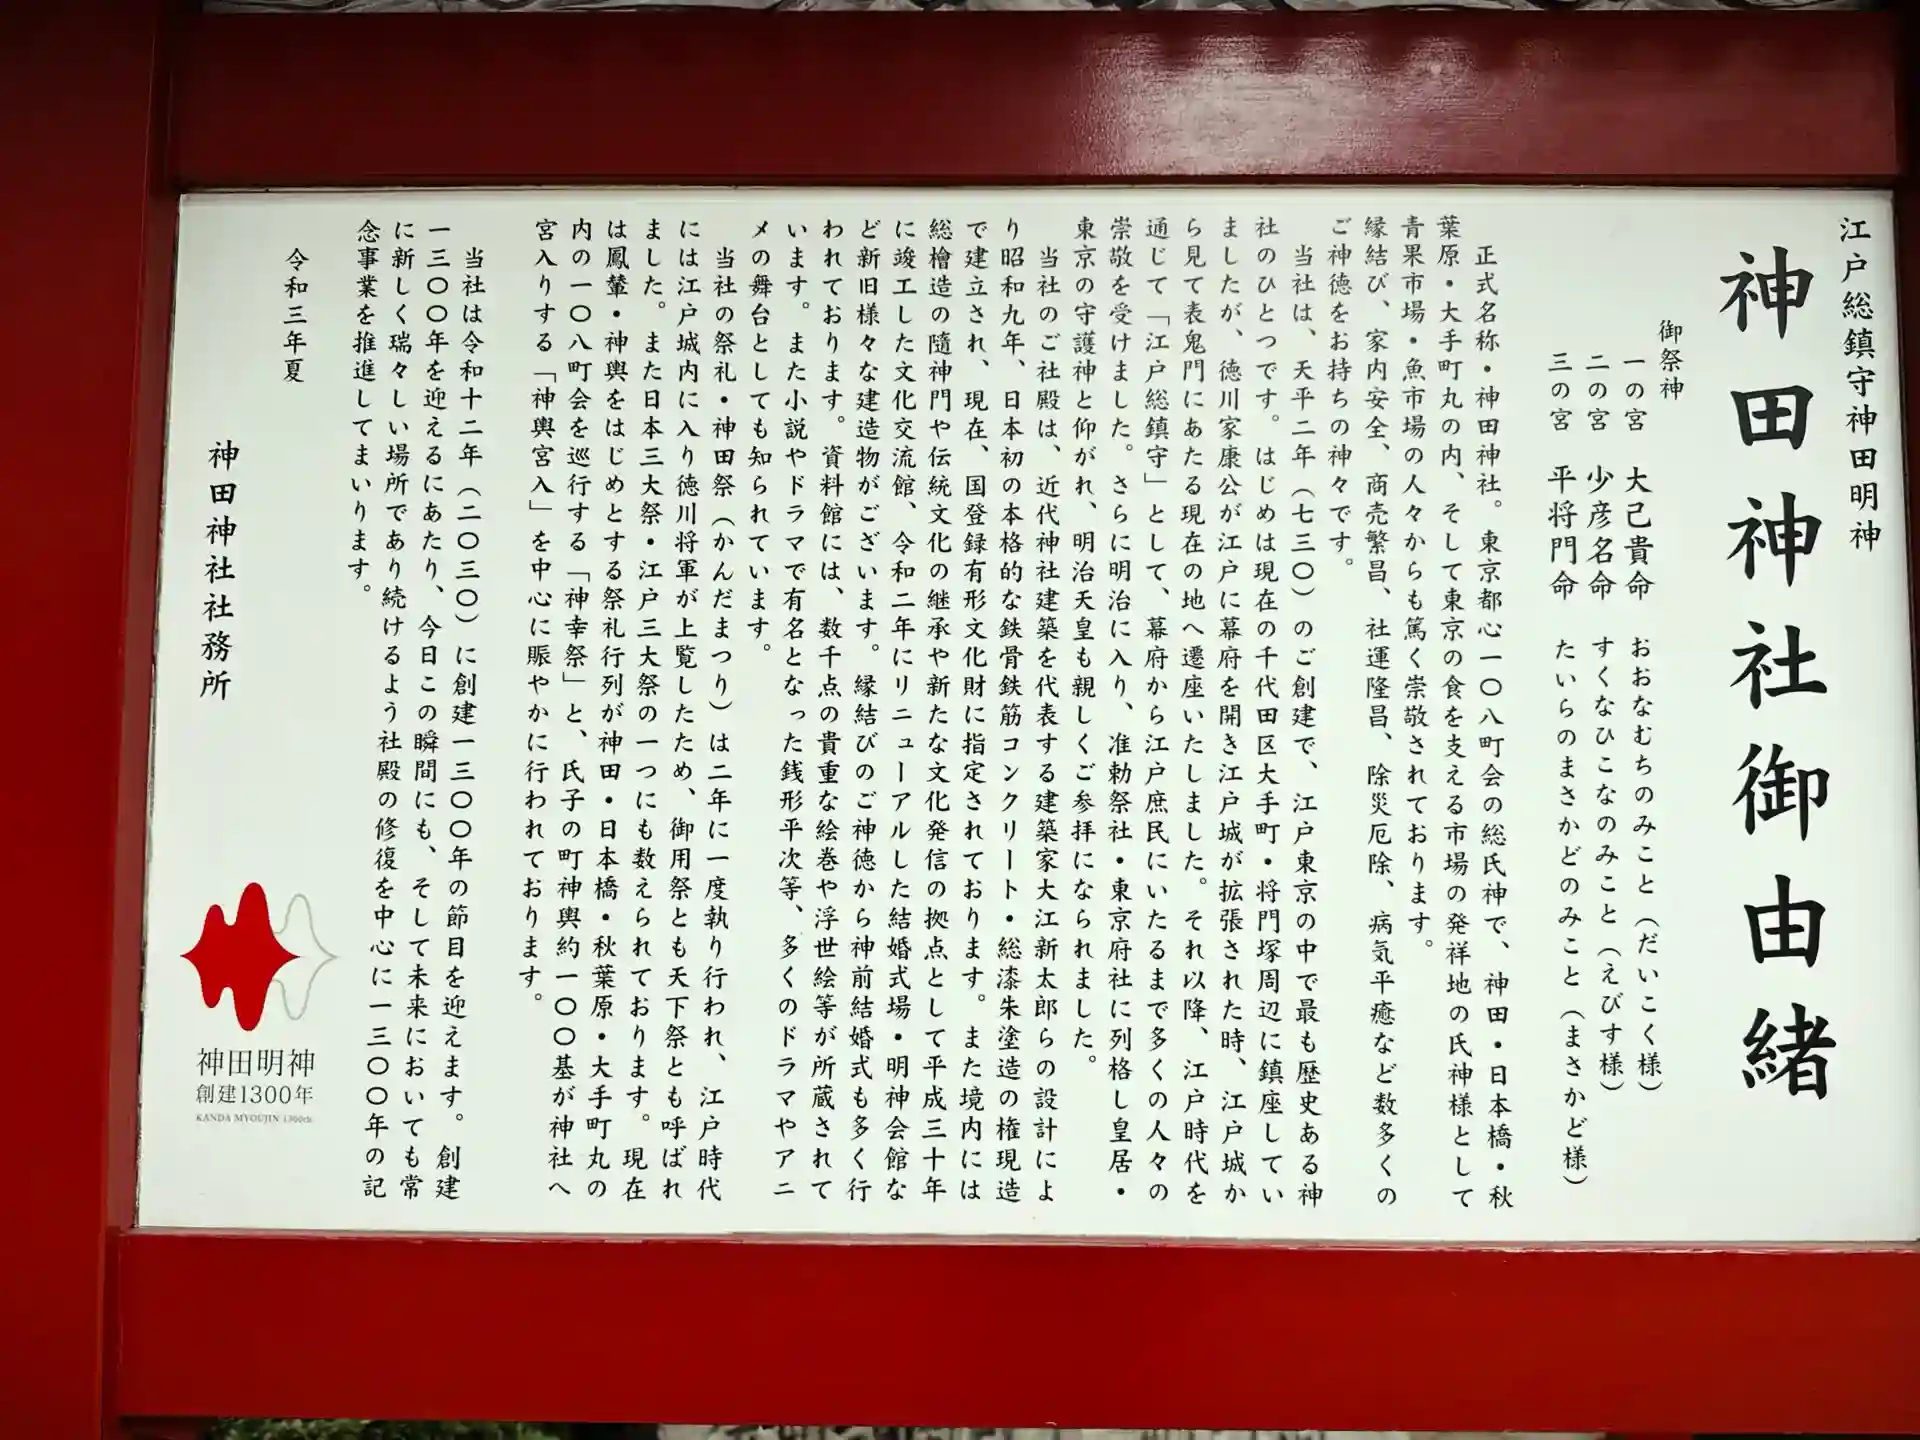 江戸総鎮守神田明神
神田神社御由緒
御祭神
一の宮　大己貴命　おおなむちのみこと（だいこく様）
二の宮　少彦名命　すくなひこなのみこと（えびす様）
三の宮　平将門命　たいらのまさかどのみこと（まさかど様）
正式名称・神田神社。東京都心一〇八町会の総氏神で、神田・日本橋・秋
葉原・大手町丸の内、そして東京の食を支える市場の発祥地の氏神様として
青果市場・魚市場の人々からも篤く崇敬されております。
縁結び、家内安全、商売繁昌、社運隆昌、除災厄除、病気平癒など数多くの
ご神徳をお持ちの神々です。
当社は、天平二年（七三〇）のご創建で、江戸東京の中で最も歴史ある神
社のひとつです。はじめは現在の千代田区大手町・将門塚周辺に鎮座してい
ましたが、徳川家康公が江戸に幕府を開き江戸城が拡張された時、江戸城か
ら見て表鬼門にあたる現在の地へ遷座いたしました。それ以降、江戸時代を
通じて「江戸総鎮守」として、幕府から江戸庶民にいたるまで多くの人々の
崇敬を受けました。さらに明治に入り、准勅祭社・東京府社に列格し皇居・
東京の守護神と仰がれ、明治天皇も親しくご参拝になられました。
当社のご社殿は、近代神社建築を代表する建築家大江新太郎らの設計によ
り昭和九年、日本初の本格的な鉄骨鉄筋コンクリート・総漆朱塗造の権現造
で建立され、現在、国登録有形文化財に指定されております。また境内には
総檜造の隨神門や伝統文化の継承や新たな文化発信の拠点として平成三十年
に竣工した文化交流館、令和二年にリニューアルした結婚式場・明神会館な
ど新旧様々な建造物がございます。縁結びのご神徳から神前結婚式も多く行
われております。資料館には、数千点の貴重な絵巻や浮世絵等が所蔵されて
います。また小説やドラマで有名となった銭形平次等、多くのドラマやアニ
メの舞台としても知られています。
当社の祭礼・神田祭（かんだまつり）は二年に一度執り行われ、江戸時代
には江戸城内に入り徳川将軍が上覧したため、御用祭とも天下祭とも呼ばれ
ました。また日本三大祭・江戸三大祭の一つにも数えられております。現在
は鳳輦・神輿をはじめとする祭礼行列が神田・日本橋・秋葉原・大手町丸の
内の一〇八町会を巡行する「神幸祭」と、氏子の町神輿約一〇〇基が神社へ
宮入りする「神輿宮入」を中心に賑やかに行われております。
当社は令和十二年（二〇三〇）に創建一三〇〇年の節目を迎えます。創建
一三〇〇年を迎えるにあたり、今日この瞬間にも、そして未来においても常
に新しく瑞々しい場所であり続けるよう社殿の修復を中心に一三〇〇年の記
念事業を推進してまいります。
令和三年夏
神田神社社務所
神田明神
創建1300年
KANDA MYOUJIN 1300th